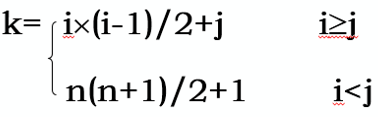 k= { i×(i-1)/2+j i≥j
n(n+1)/2+1 i<j